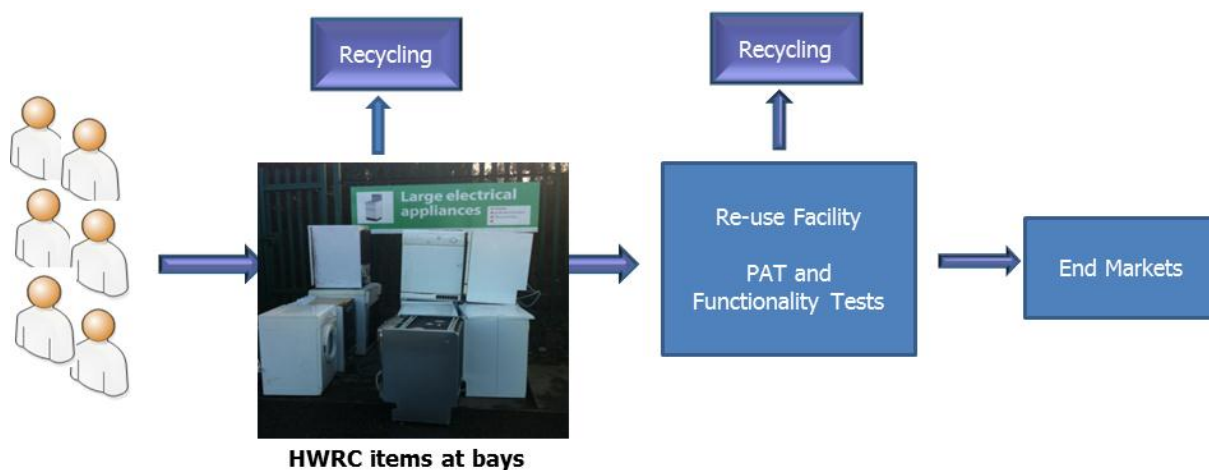 Recycling
Recycling
Large electrical
appliances
Re-use Facility
PAT and
Functionality Tests
End Markets
HWRC items at bays